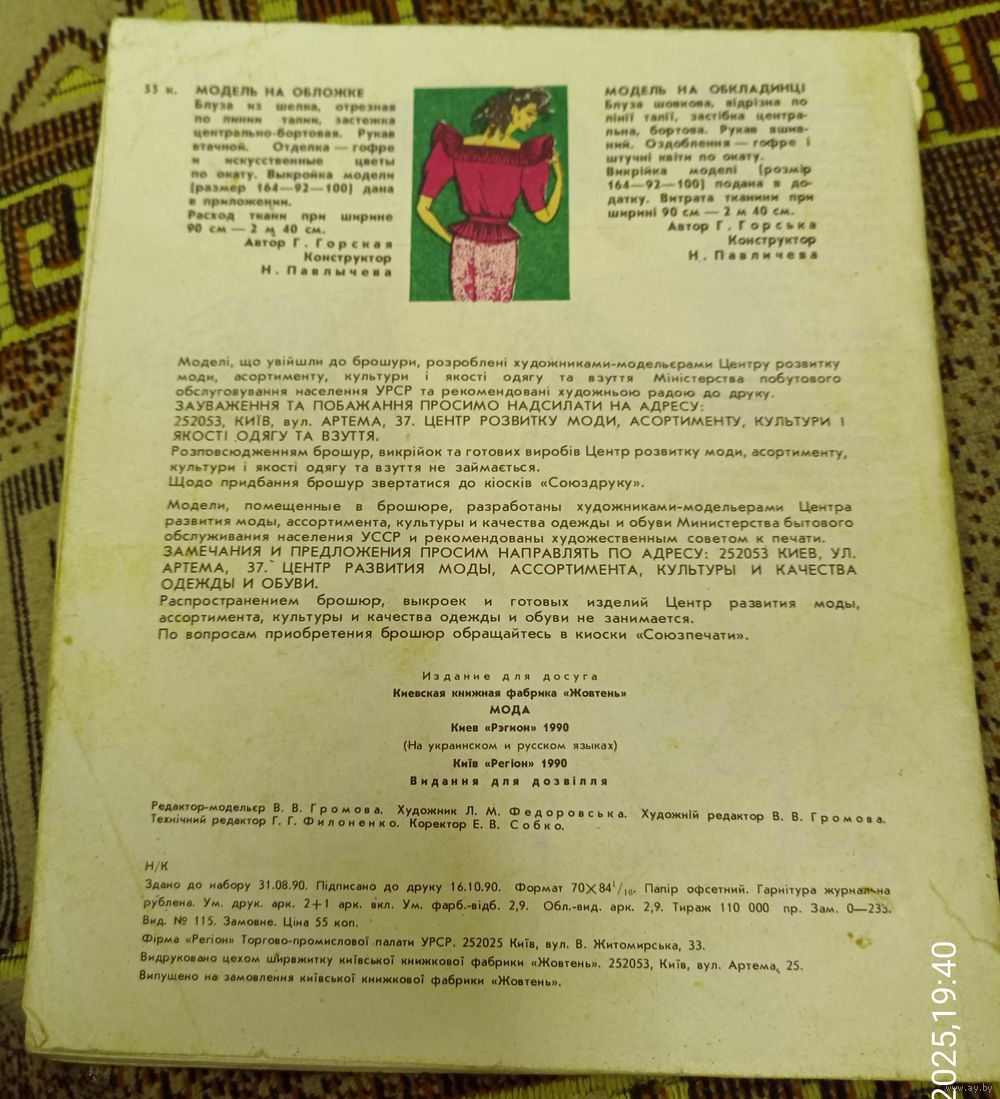 55 к.
МОДЕЛЬ НА ОБЛОЖКЕ
Блуза из шелка, отрезная
по линии талии, застежка
центрально-бортовая. Рукав
втачной. Отделка — гофре
и искусственные цветы
по окату. Выкройка модели
(размер 164—92—100) дана
в приложении.
Расход ткани при ширине
90 см — 2 м 40 см.
Автор Г. Горская
Конструктор
Н. Павлычева
МОДЕЛЬ НА ОБКЛАДИНЦІ
Блуза шовкова, відрізна по
лінії талії, застібка центра-
льна, бортова. Рукав вшив-
ний. Оздоблення — гофре і
штучні квіти по окату.
Викрійка моделі (розмір
164—92—100) подана в до-
датку. Витрата тканини при
ширині 90 см — 2 м 40 см.
Автор Г. Горська
Конструктор
Н. Павличева
Моделі, що увійшли до брошури, розроблені художниками-модельєрами Центру розвитку
моди, асортименту, культури і якості одягу та взуття Міністерства побутового
обслуговування населення УРСР та рекомендовані художньою радою до друку.
ЗАУВАЖЕННЯ ТА ПОБАЖАННЯ ПРОСИМО НАДСИЛАТИ НА АДРЕСУ:
252053, КИЇВ, вул. АРТЕМА, 37. ЦЕНТР РОЗВИТКУ МОДИ, АСОРТИМЕНТУ, КУЛЬТУРИ І
ЯКОСТІ ОДЯГУ ТА ВЗУТТЯ.
Розповсюдженням брошур, викрійок та готових виробів Центр розвитку моди, асортименту,
культури і якості одягу та взуття не займається.
Щодо придбання брошур звертатися до кіосків «Союздруку».
Модели, помещенные в брошюре, разработаны художниками-модельерами Центра
развития моды, ассортимента, культуры и качества одежды и обуви Министерства бытового
обслуживания населения УССР и рекомендованы художественным советом к печати.
ЗАМЕЧАНИЯ И ПРЕДЛОЖЕНИЯ ПРОСИМ НАПРАВЛЯТЬ ПО АДРЕСУ: 252053 КИЕВ, УЛ.
АРТЕМА, 37. ЦЕНТР РАЗВИТИЯ МОДЫ, АССОРТИМЕНТА, КУЛЬТУРЫ И КАЧЕСТВА
ОДЕЖДЫ И ОБУВИ.
Распространением брошюр, выкроек и готовых изделий Центр развития моды,
ассортимента, культуры и качества одежды и обуви не занимается.
По вопросам приобретения брошюр обращайтесь в киоски «Союзпечати».
Издание для досуга
Киевская книжная фабрика «Жовтень»
МОДА
Киев «Рэгион» 1990
(На украинском и русском языках)
Київ «Регіон» 1990
Видання для дозвілля
Редактор-модельєр В. В. Громова. Художник Л. М. Федоровська. Художній редактор В. В. Громова.
Технічний редактор Г. Г. Филоненко. Коректор Е. В. Собко.
Н/К
Здано до набору 31.08.90. Підписано до друку 16.10.90. Формат 70×84¹/₁₆. Папір офсетний. Гарнітура журнальна
рублена. Ум. друк. арк. 2+1 арк. вкл. Ум. фарб.-відб. 2,9. Обл.-вид. арк. 2,9. Тираж 110 000 пр. Зам. 0—233.
Вид. № 115. Замовне. Ціна 55 коп.
Фірма «Регіон» Торгово-промислової палати УРСР. 252025 Київ, вул. В. Житомирська, 33.
Видруковано цехом ширвжитку київської книжкової фабрики «Жовтень». 252053, Київ, вул. Артема, 25.
Випущено на замовлення київської книжкової фабрики «Жовтень».
2025,19:40
www.ay.by